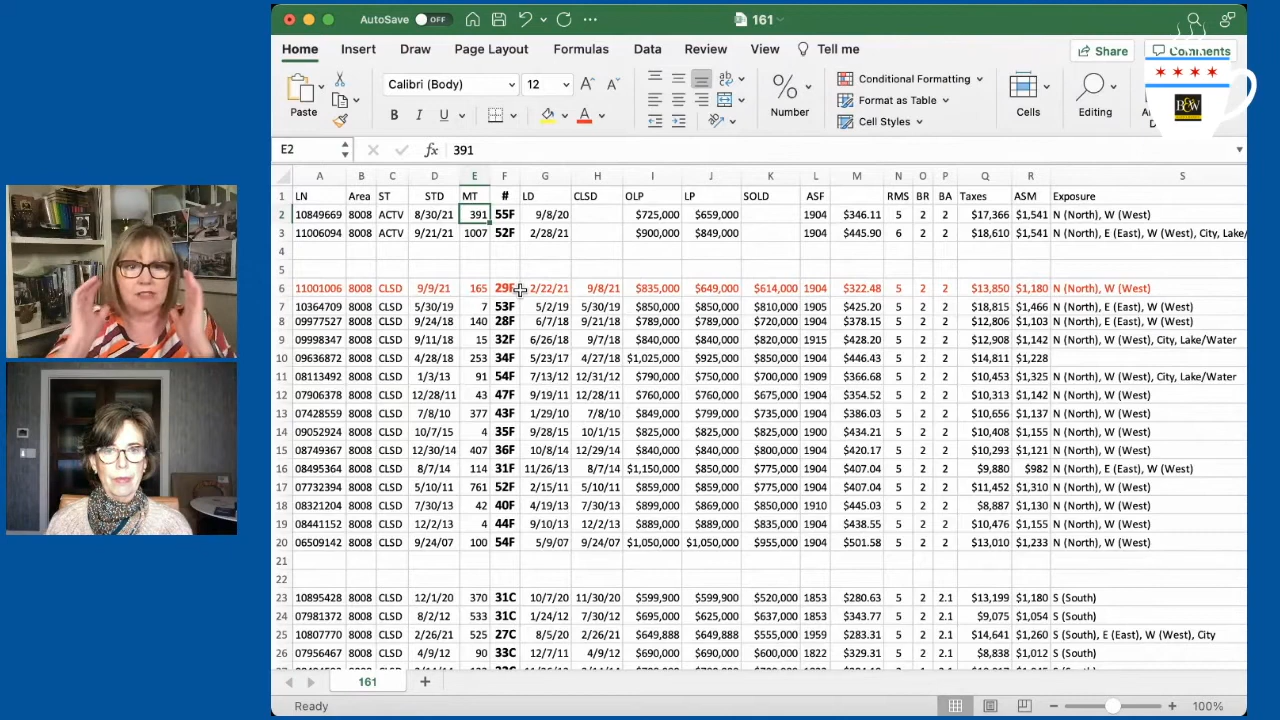 AutoSave OFF 161
Home Insert Draw Page Layout Formulas Data Review View Tell me Share Comments
Paste Calibri (Body) 12 B I U A Number Conditional Formatting Format as Table Cell Styles Cells Editing
B&W
E2 fx 391
A B C D E F G H I J K L M N O P Q R S
1 LN Area ST STD MT # LD CLSD OLP LP SOLD ASF RMS BR BA Taxes ASM Exposure
2 10849669 8008 ACTV 8/30/21 391 55F 9/8/20 $725,000 $659,000 1904 $346.11 5 2 2 $17,366 $1,541 N (North), W (West)
3 11006094 8008 ACTV 9/21/21 1007 52F 2/28/21 $900,000 $849,000 1904 $445.90 6 2 2 $18,610 $1,541 N (North), E (East), W (West), City, Lake/
4
5
6 11001006 8008 CLSD 9/9/21 165 29F 2/22/21 9/8/21 $835,000 $649,000 $614,000 1904 $322.48 5 2 2 $13,850 $1,180 N (North), W (West)
7 10364709 8008 CLSD 5/30/19 7 53F 5/2/19 5/30/19 $850,000 $850,000 $810,000 1905 $425.20 5 2 2 $18,815 $1,466 N (North), E (East), W (West)
8 09977527 8008 CLSD 9/24/18 140 28F 6/7/18 9/21/18 $789,000 $789,000 $720,000 1904 $378.15 5 2 2 $12,806 $1,103 N (North), E (East), W (West)
9 09998347 8008 CLSD 9/11/18 15 32F 6/26/18 9/7/18 $840,000 $840,000 $820,000 1915 $428.20 5 2 2 $12,908 $1,142 N (North), W (West), City, Lake/Water
10 09636872 8008 CLSD 4/28/18 253 34F 5/23/17 4/27/18 $1,025,000 $925,000 $850,000 1904 $446.43 5 2 2 $14,811 $1,228
11 08113492 8008 CLSD 1/3/13 91 54F 7/13/12 12/31/12 $790,000 $750,000 $700,000 1909 $366.68 5 2 2 $10,453 $1,325 N (North), W (West), City, Lake/Water
12 07906378 8008 CLSD 12/28/11 43 47F 9/19/11 12/28/11 $760,000 $760,000 $675,000 1904 $354.52 5 2 2 $10,313 $1,142 N (North), W (West)
13 07428559 8008 CLSD 7/8/10 377 43F 1/29/10 7/8/10 $849,000 $799,000 $735,000 1904 $386.03 5 2 2 $10,656 $1,137 N (North), W (West)
14 09052924 8008 CLSD 10/7/15 4 35F 9/28/15 10/1/15 $825,000 $825,000 $825,000 1900 $434.21 5 2 2 $10,408 $1,155 N (North), W (West)
15 08749367 8008 CLSD 12/30/14 407 36F 10/8/14 12/29/14 $840,000 $840,000 $800,000 1904 $420.17 5 2 2 $10,293 $1,121 N (North), W (West)
16 08495364 8008 CLSD 8/7/14 114 31F 11/26/13 8/7/14 $1,150,000 $850,000 $775,000 1904 $407.04 5 2 2 $9,880 $982 N (North), E (East), W (West)
17 07732394 8008 CLSD 5/10/11 761 52F 2/15/11 5/10/11 $859,000 $859,000 $775,000 1904 $407.04 5 2 2 $11,452 $1,310 N (North), W (West)
18 08321204 8008 CLSD 7/30/13 42 40F 4/19/13 7/30/13 $900,000 $869,000 $850,000 1910 $445.03 5 2 2 $8,887 $1,130 N (North), W (West)
19 08441152 8008 CLSD 12/2/13 4 44F 9/10/13 12/2/13 $889,000 $889,000 $835,000 1904 $438.55 5 2 2 $10,476 $1,155 N (North), W (West)
20 06509142 8008 CLSD 9/24/07 100 54F 5/9/07 9/24/07 $1,050,000 $1,050,000 $955,000 1904 $501.58 5 2 2 $13,010 $1,233 N (North), W (West)
21
22
23 10895428 8008 CLSD 12/1/20 370 31C 10/7/20 11/30/20 $599,900 $599,900 $520,000 1853 $280.63 5 2 2.1 $13,199 $1,180 S (South)
24 07981372 8008 CLSD 8/2/12 533 31C 1/24/12 7/30/12 $695,000 $625,000 $637,000 1853 $343.77 5 2 2.1 $9,075 $1,054 S (South)
25 10807770 8008 CLSD 2/26/21 525 27C 8/5/20 2/26/21 $649,888 $649,888 $555,000 1959 $283.31 5 2 2.1 $14,641 $1,260 S (South), E (East), W (West), City
26 07956467 8008 CLSD 4/9/12 90 33C 12/7/11 4/9/12 $690,000 $690,000 $600,000 1822 $329.31 5 2 2.1 $8,838 $1,012 S (South)
161
Ready 100%